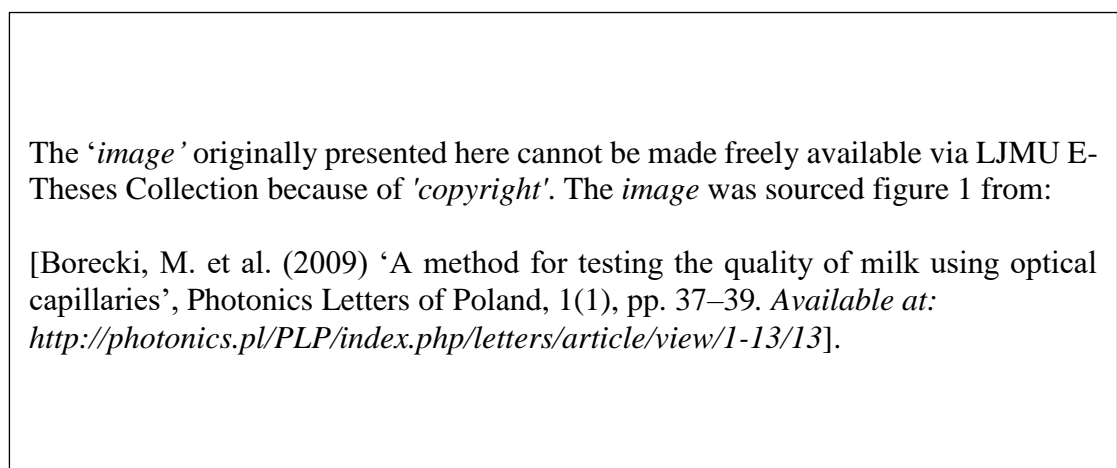 The ‘image’ originally presented here cannot be made freely available via LJMU E-
Theses Collection because of 'copyright'. The image was sourced figure 1 from:
[Borecki, M. et al. (2009) ‘A method for testing the quality of milk using optical
capillaries’, Photonics Letters of Poland, 1(1), pp. 37–39. Available at:
http://photonics.pl/PLP/index.php/letters/article/view/1-13/13].